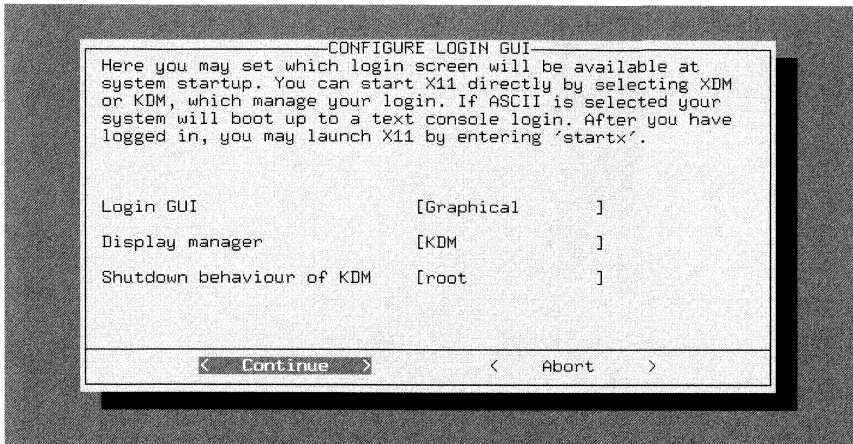 CONFIGURE LOGIN GUI
Here you may set which login screen will be available at
system startup. You can start X11 directly by selecting XDM
or KDM, which manage your login. If ASCII is selected your
system will boot up to a text console login. After you have
logged in, you may launch X11 by entering ´startx´.
Login GUI [Graphical ]
Display manager [KDM ]
Shutdown behaviour of KDM [root ]
< Continue > < Abort >